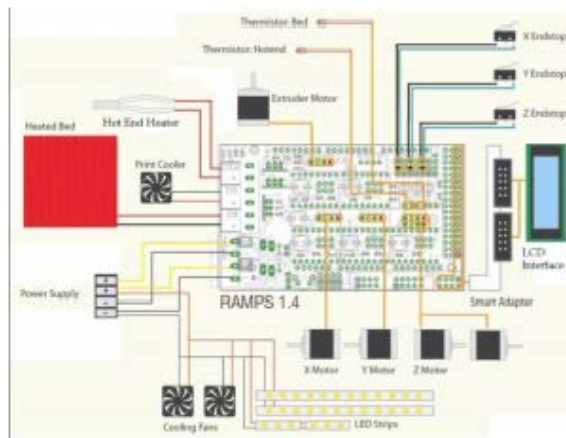 Thermistor: Bed
Thermistor: Hotend
X Endstop
Y Endstop
Z Endstop
Extruder Motor
Hot End Heater
Heated Bed
Print Cooler
LCD
Interface
Power Supply
RAMPS 1.4
Smart Adapter
X Motor
Y Motor
Z Motor
Cooling Fans
LED Strips